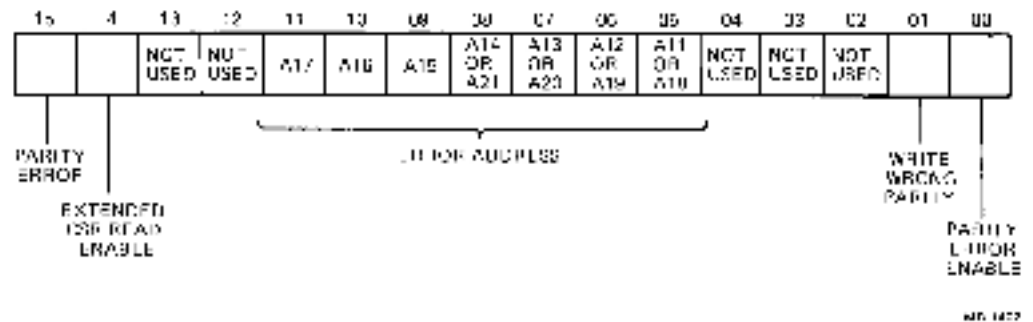 15 4 13 12 11 10 09 08 07 06 05 04 03 02 01 00
NOT USED NOT USED A17 A16 A15 A14 OR A21 A13 OR A20 A12 OR A19 A11 OR A18 NOT USED NOT USED NOT USED
ERROR ADDRESS
PARITY
ERROR
WRITE
WRONG
PARITY
EXTENDED
CSR READ
ENABLE
PARITY
ERROR
ENABLE